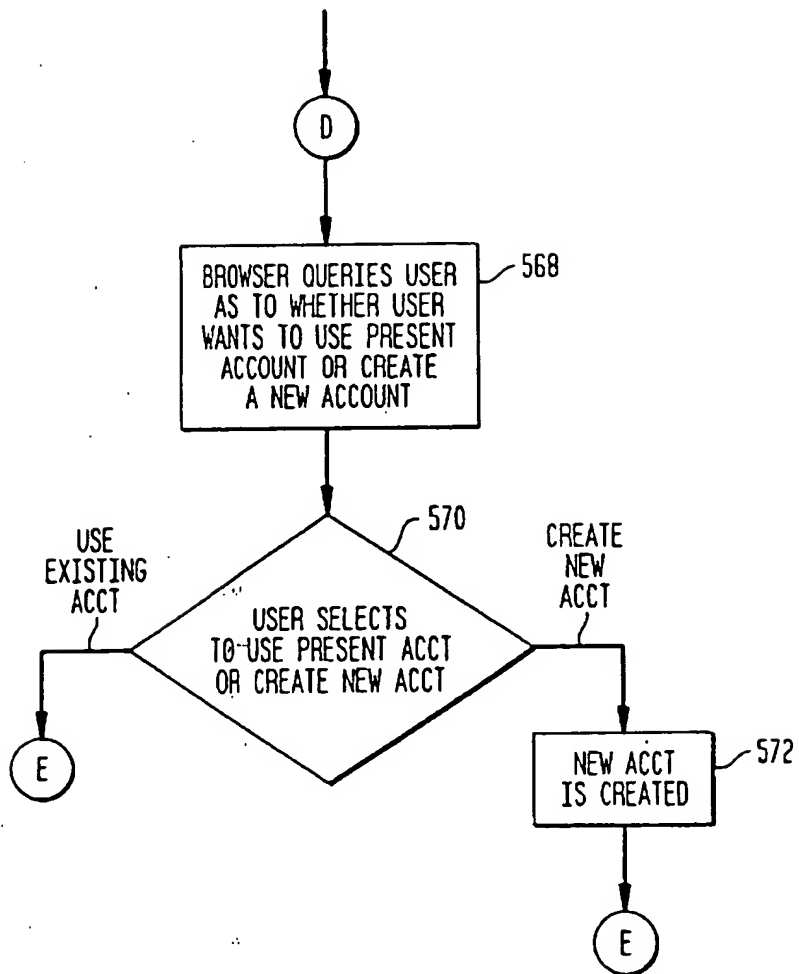 D
BROWSER QUERIES USER
AS TO WHETHER USER
WANTS TO USE PRESENT
ACCOUNT OR CREATE
A NEW ACCOUNT
568
570
USE
EXISTING
ACCT
CREATE
NEW
ACCT
USER SELECTS
TO USE PRESENT ACCT
OR CREATE NEW ACCT
E
NEW ACCT
IS CREATED
572
E